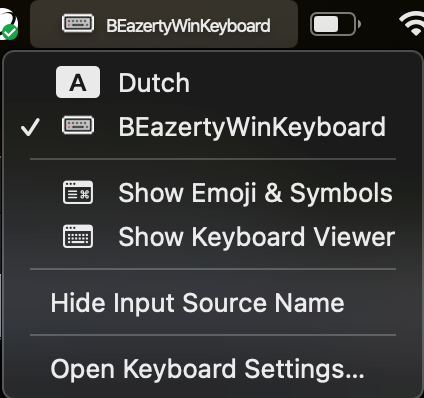 BEazertyWinKeyboard
A Dutch
✓ BEazertyWinKeyboard
Show Emoji & Symbols
Show Keyboard Viewer
Hide Input Source Name
Open Keyboard Settings...